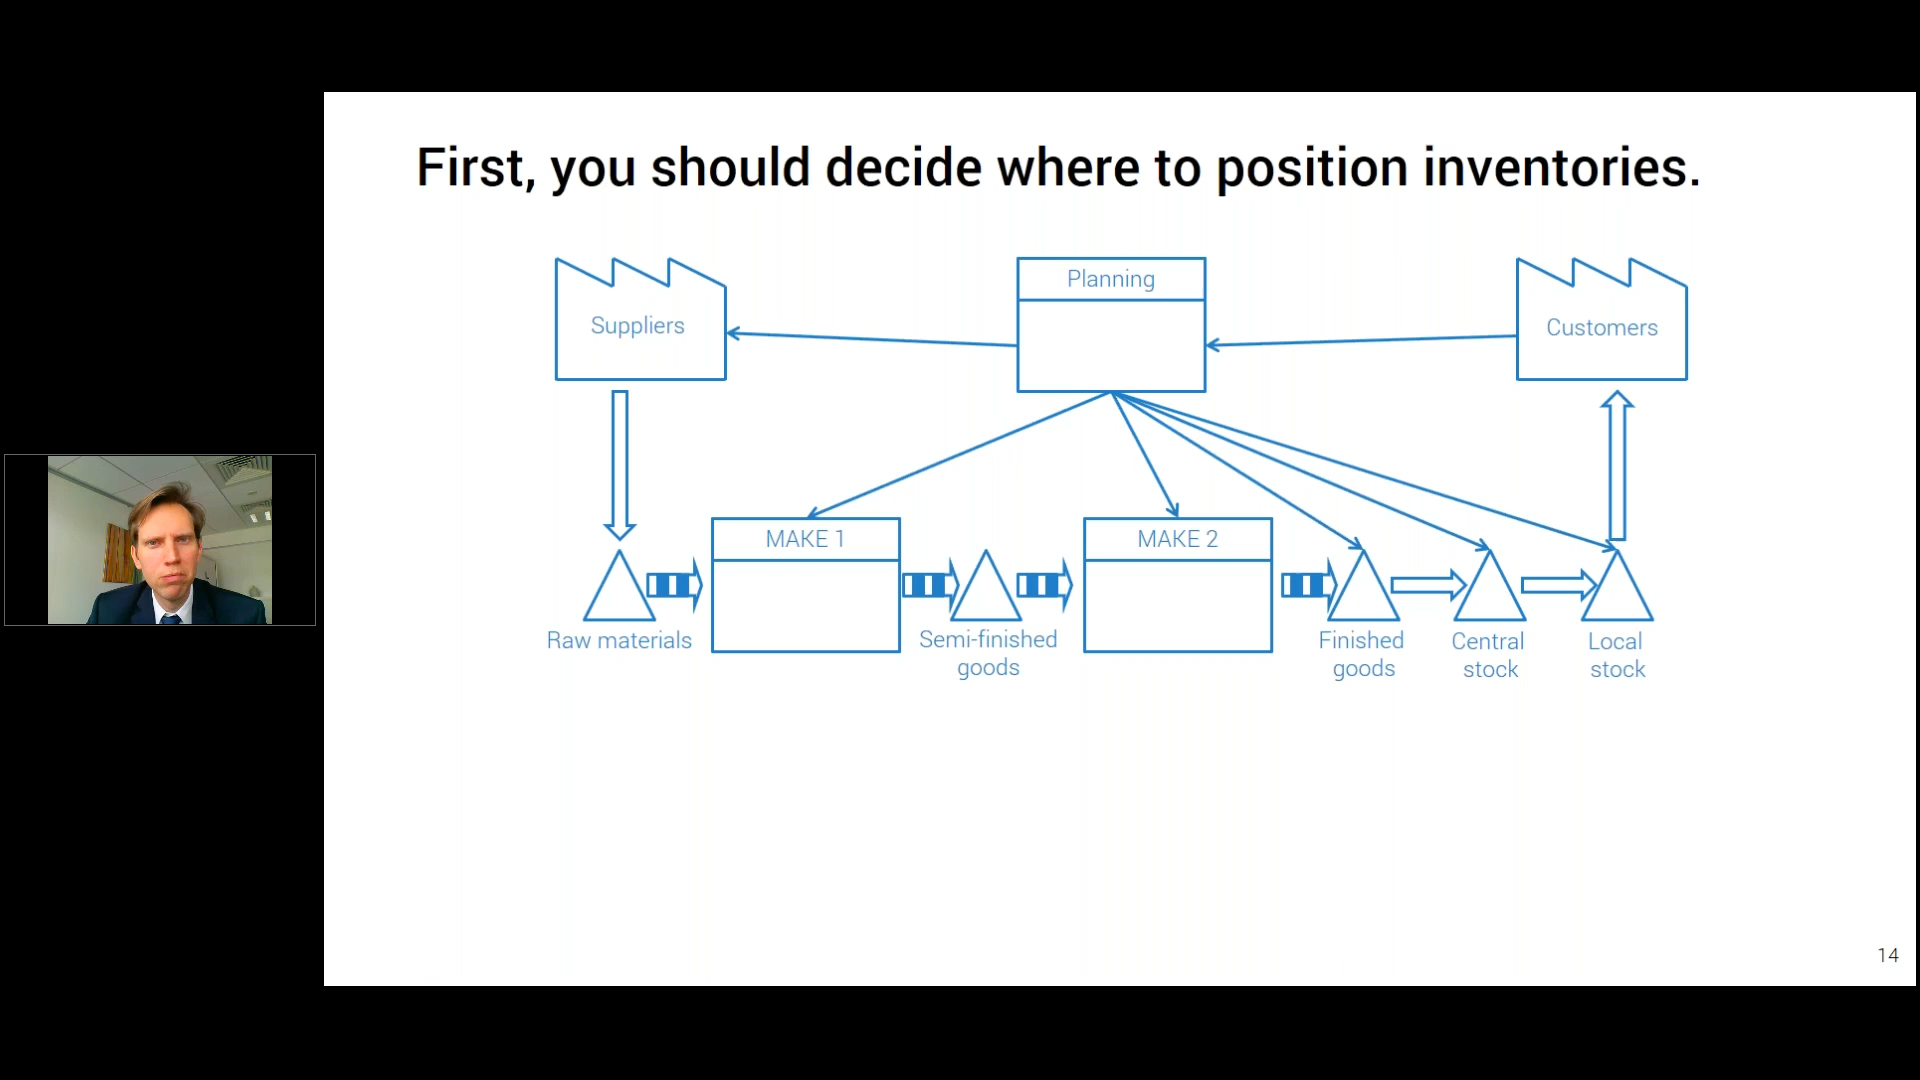 First, you should decide where to position inventories.
Suppliers
Planning
Customers
MAKE 1
MAKE 2
Raw materials
Semi-finished
goods
Finished
goods
Central
stock
Local
stock
14